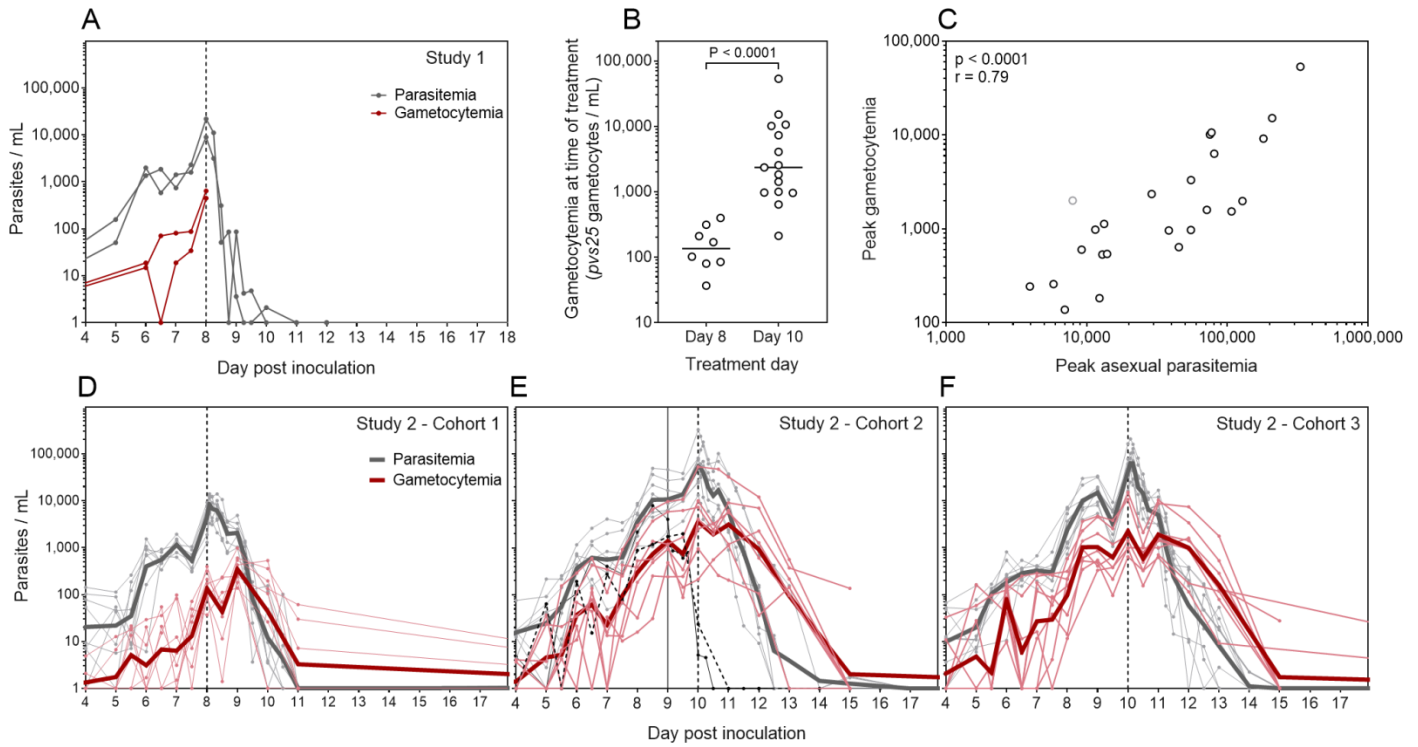 A
Study 1
Parasitemia
Gametocytemia
Parasites / mL
100,000
10,000
1,000
100
10
1
4 5 6 7 8 9 10 11 12 13 14 15 16 17 18
Day post inoculation
B
P < 0.0001
Gametocytemia at time of treatment
(pvs25 gametocytes / mL)
100,000
10,000
1,000
100
10
Day 8 Day 10
Treatment day
C
p < 0.0001
r = 0.79
Peak gametocytemia
100,000
10,000
1,000
100
1,000 10,000 100,000 1,000,000
Peak asexual parasitemia
D
Study 2 - Cohort 1
Parasitemia
Gametocytemia
Parasites / mL
100,000
10,000
1,000
100
10
1
4 5 6 7 8 9 10 11 12 13 14 15 16 17
E
Study 2 - Cohort 2
4 5 6 7 8 9 10 11 12 13 14 15 16 17
F
Study 2 - Cohort 3
4 5 6 7 8 9 10 11 12 13 14 15 16 17
Day post inoculation